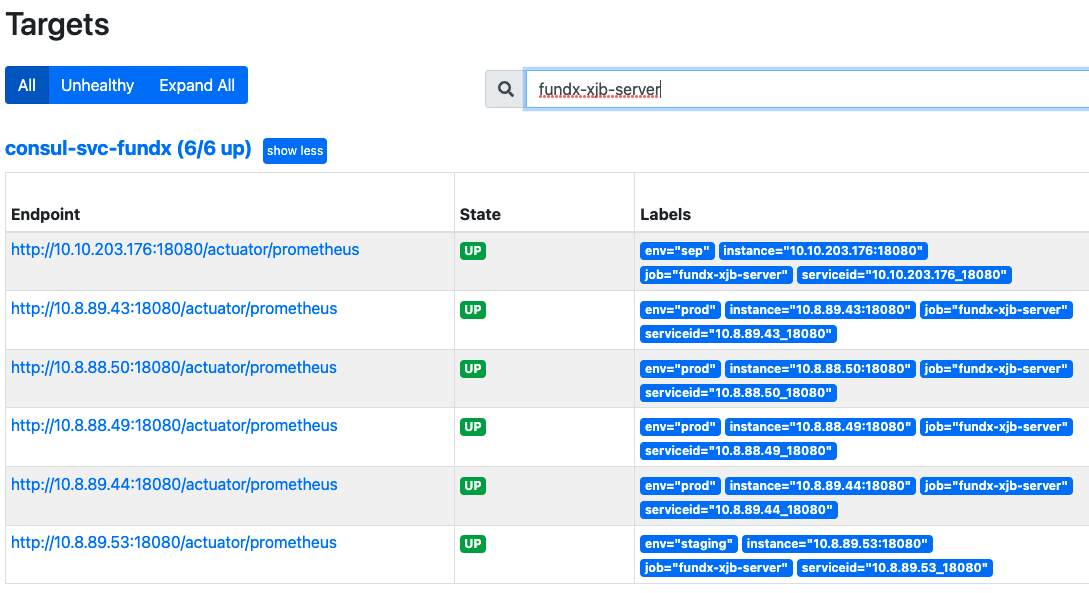 Targets
All Unhealthy Expand All
fundx-xjb-server
consul-svc-fundx (6/6 up) show less
Endpoint State Labels
http://10.10.203.176:18080/actuator/prometheus UP env="sep" instance="10.10.203.176:18080"
job="fundx-xjb-server" serviceid="10.10.203.176_18080"
http://10.8.89.43:18080/actuator/prometheus UP env="prod" instance="10.8.89.43:18080" job="fundx-xjb-server"
serviceid="10.8.89.43_18080"
http://10.8.88.50:18080/actuator/prometheus UP env="prod" instance="10.8.88.50:18080" job="fundx-xjb-server"
serviceid="10.8.88.50_18080"
http://10.8.88.49:18080/actuator/prometheus UP env="prod" instance="10.8.88.49:18080" job="fundx-xjb-server"
serviceid="10.8.88.49_18080"
http://10.8.89.44:18080/actuator/prometheus UP env="prod" instance="10.8.89.44:18080" job="fundx-xjb-server"
serviceid="10.8.89.44_18080"
http://10.8.89.53:18080/actuator/prometheus UP env="staging" instance="10.8.89.53:18080"
job="fundx-xjb-server" serviceid="10.8.89.53_18080"